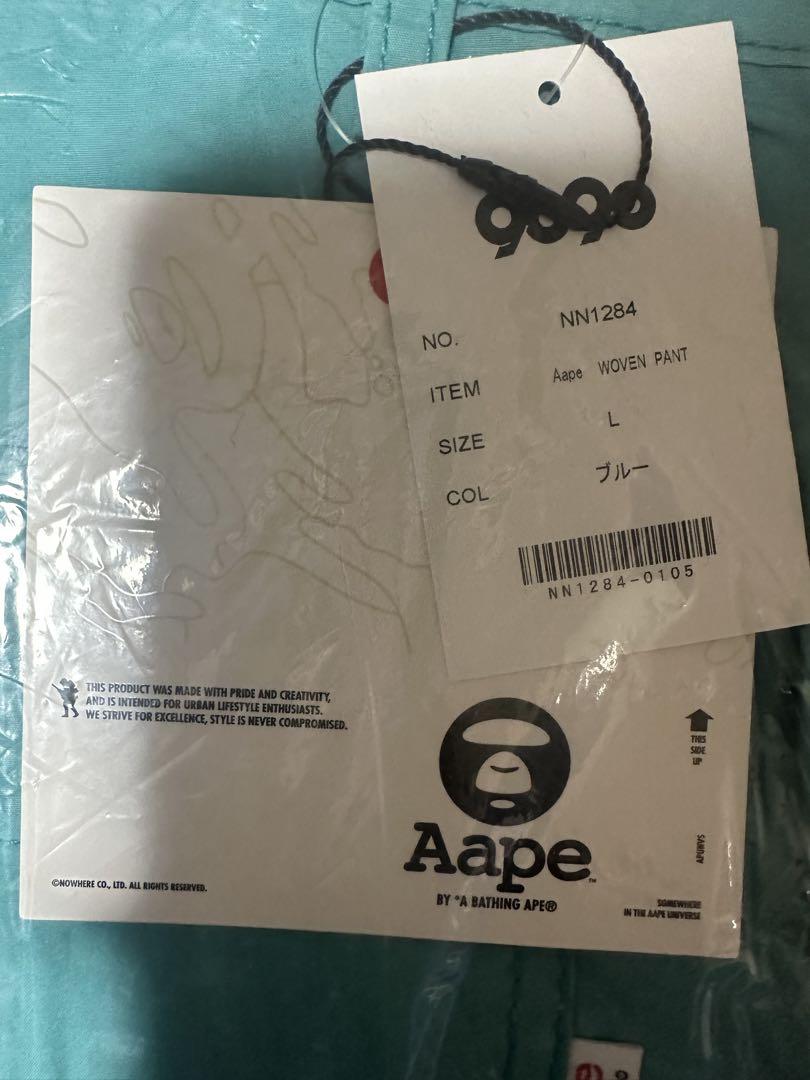 9090
NO. NN1284
ITEM Aape WOVEN PANT
SIZE L
COL ブルー
NN1284-0105
THIS PRODUCT WAS MADE WITH PRIDE AND CREATIVITY,
AND IS INTENDED FOR URBAN LIFESTYLE ENTHUSIASTS.
WE STRIVE FOR EXCELLENCE, STYLE IS NEVER COMPROMISED.
THIS
SIDE
UP
Aape™
BY *A BATHING APE®
©NOWHERE CO., LTD. ALL RIGHTS RESERVED.
SOMEWHERE
IN THE AAPE UNIVERSE